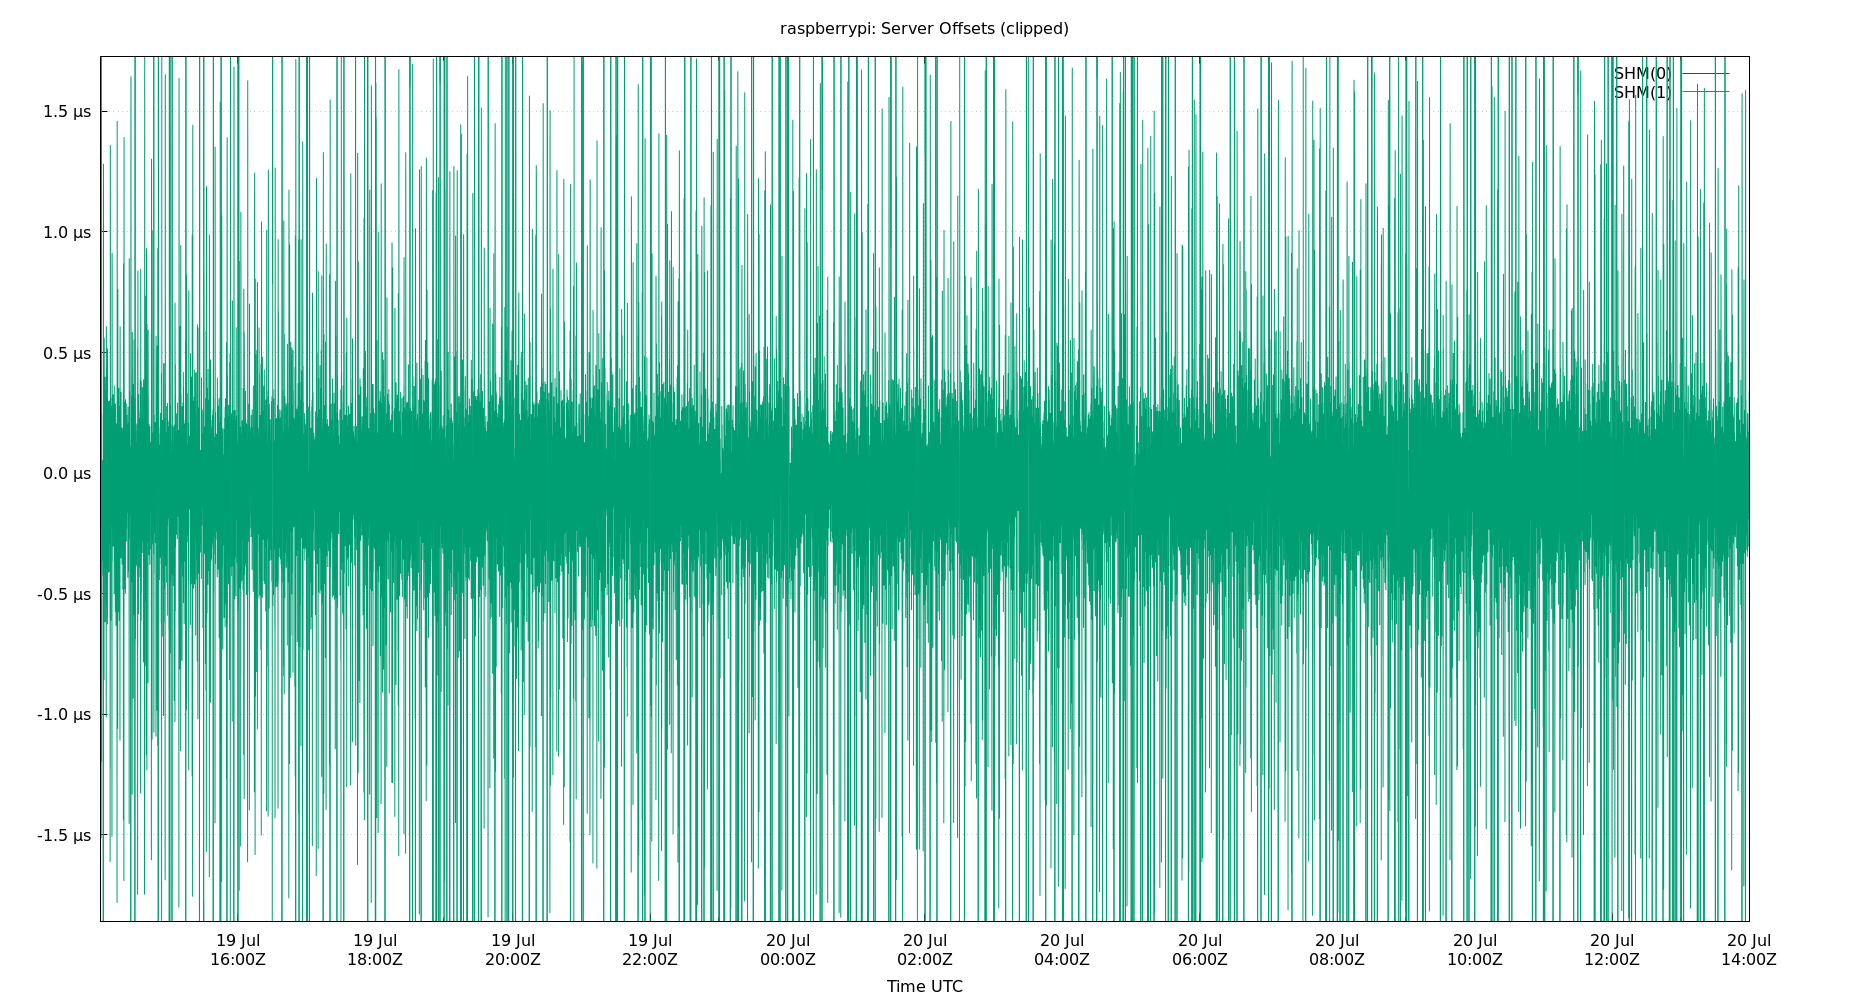 raspberrypi: Server Offsets (clipped)
SHM(0)
SHM(1)
1.5 µs
1.0 µs
0.5 µs
0.0 µs
-0.5 µs
-1.0 µs
-1.5 µs
19 Jul 19 Jul 19 Jul 19 Jul 20 Jul 20 Jul 20 Jul 20 Jul 20 Jul 20 Jul 20 Jul 20 Jul
16:00Z 18:00Z 20:00Z 22:00Z 00:00Z 02:00Z 04:00Z 06:00Z 08:00Z 10:00Z 12:00Z 14:00Z
Time UTC